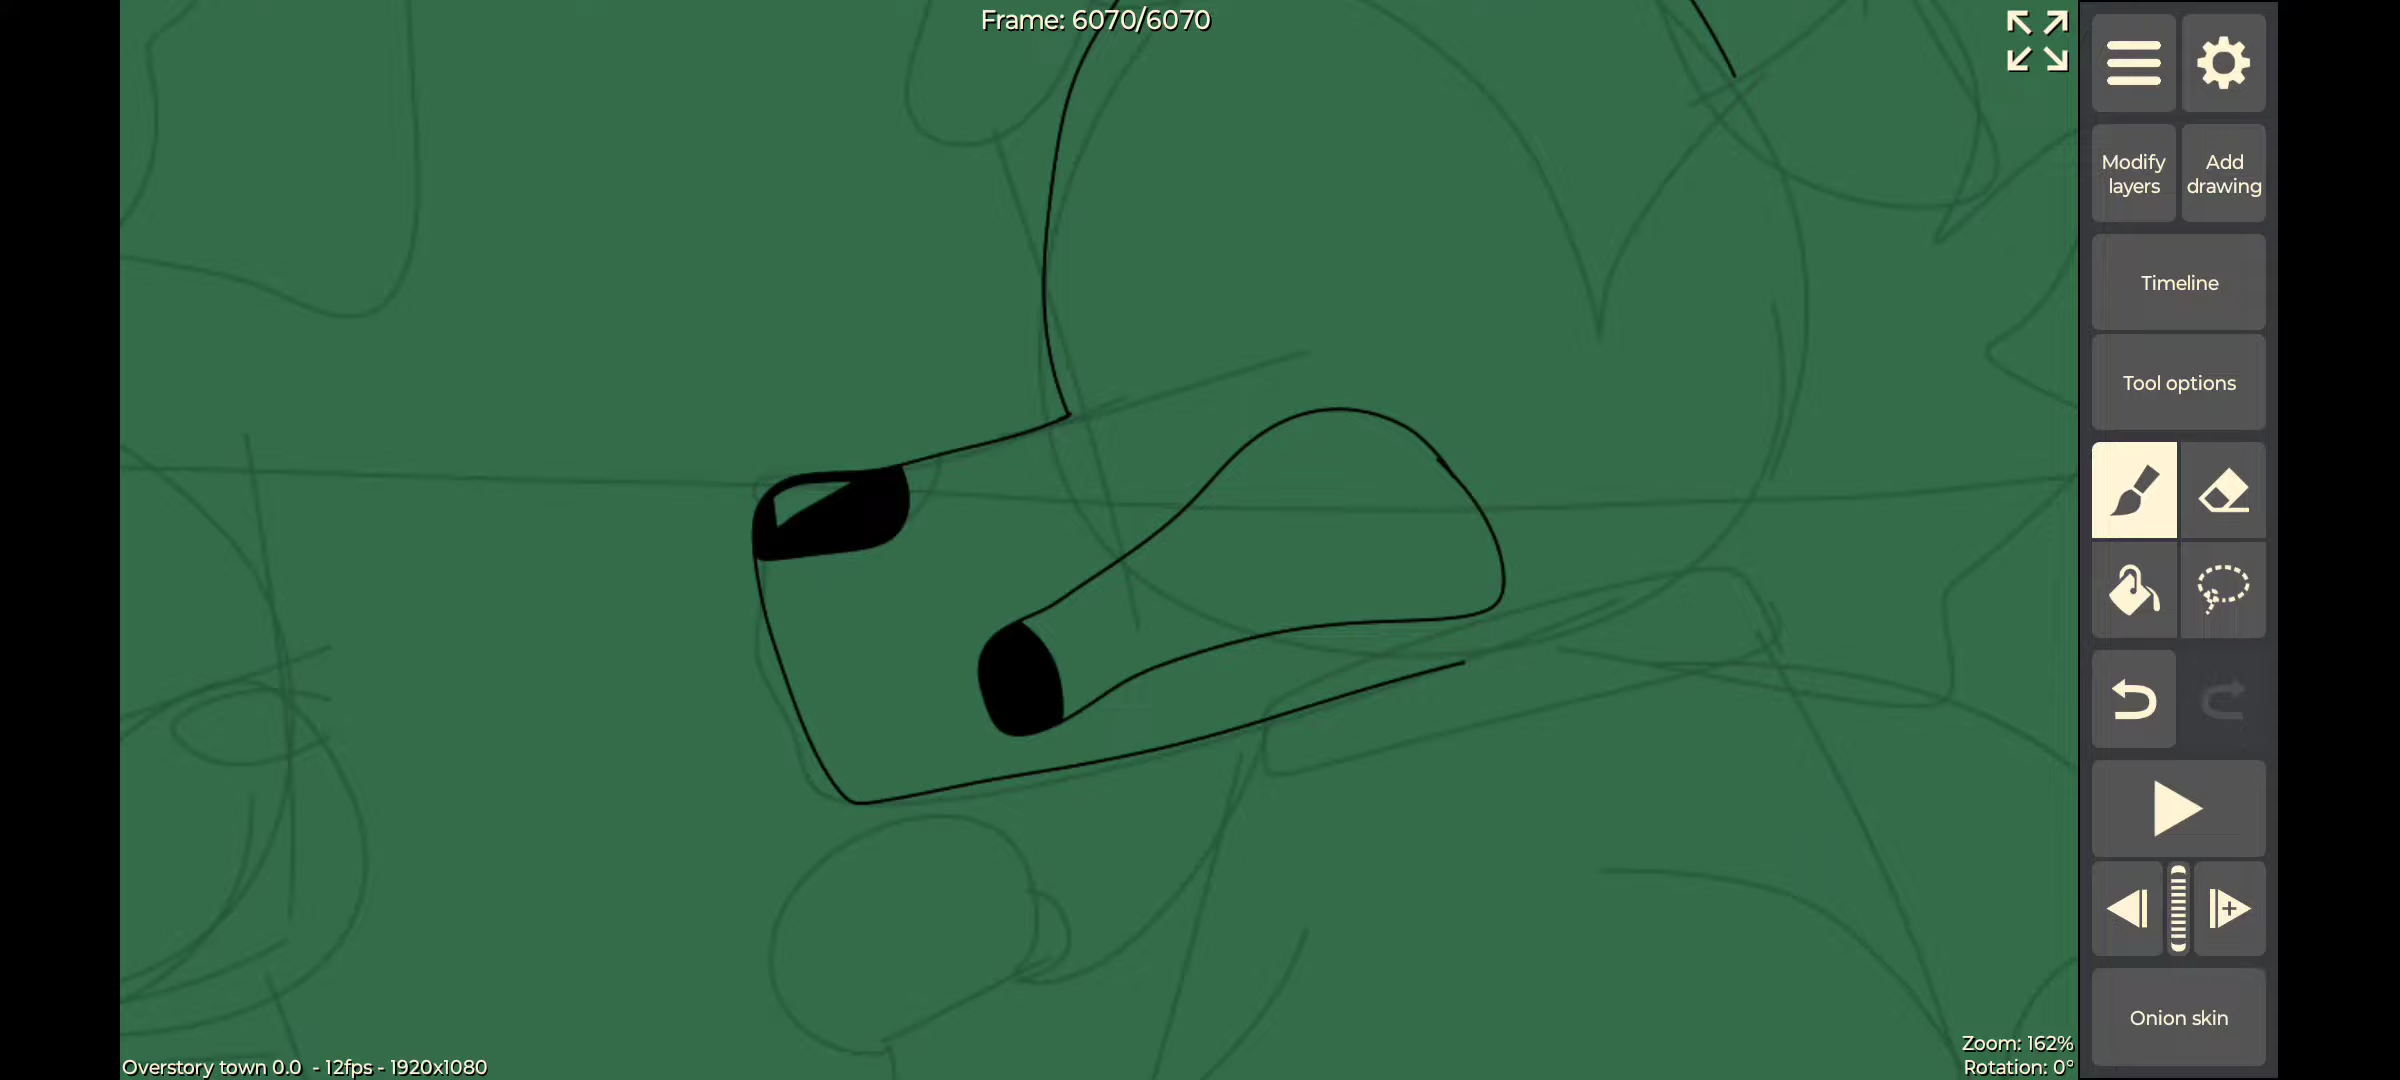 Frame: 6070/6070
Modify
layers
Add
drawing
Timeline
Tool options
Onion skin
Zoom: 162%
Rotation: 0°
Overstory town 0.0 - 12fps - 1920x1080